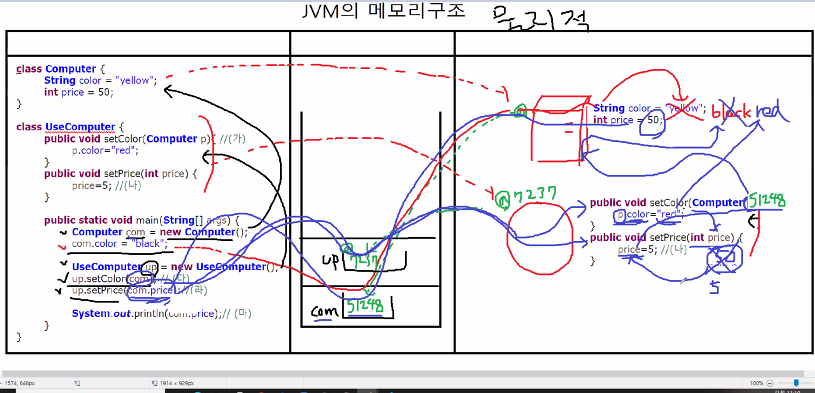 JVM의 메모리구조 물리적
class Computer {
String color = "yellow";
int price = 50;
}
class UseComputer {
public void setColor(Computer p){ //(가)
p.color="red";
}
public void setPrice(int price) {
price=5; //(나)
}
public static void main(String[] args) {
Computer com = new Computer();
com.color = "black";
UseComputer up = new UseComputer();
up.setColor(com); //(다)
up.setPrice(com.price); //(라)
System.out.println(com.price);// (마)
}
}
up
7237
com
51248
String color = "yellow";
int price = 50;
black red
7237
public void setColor(Computer 51248
p.color="red";
}
public void setPrice(int price) {
price=5; //(나)
}
50
5
1574, 648px
1914 × 929px
100%